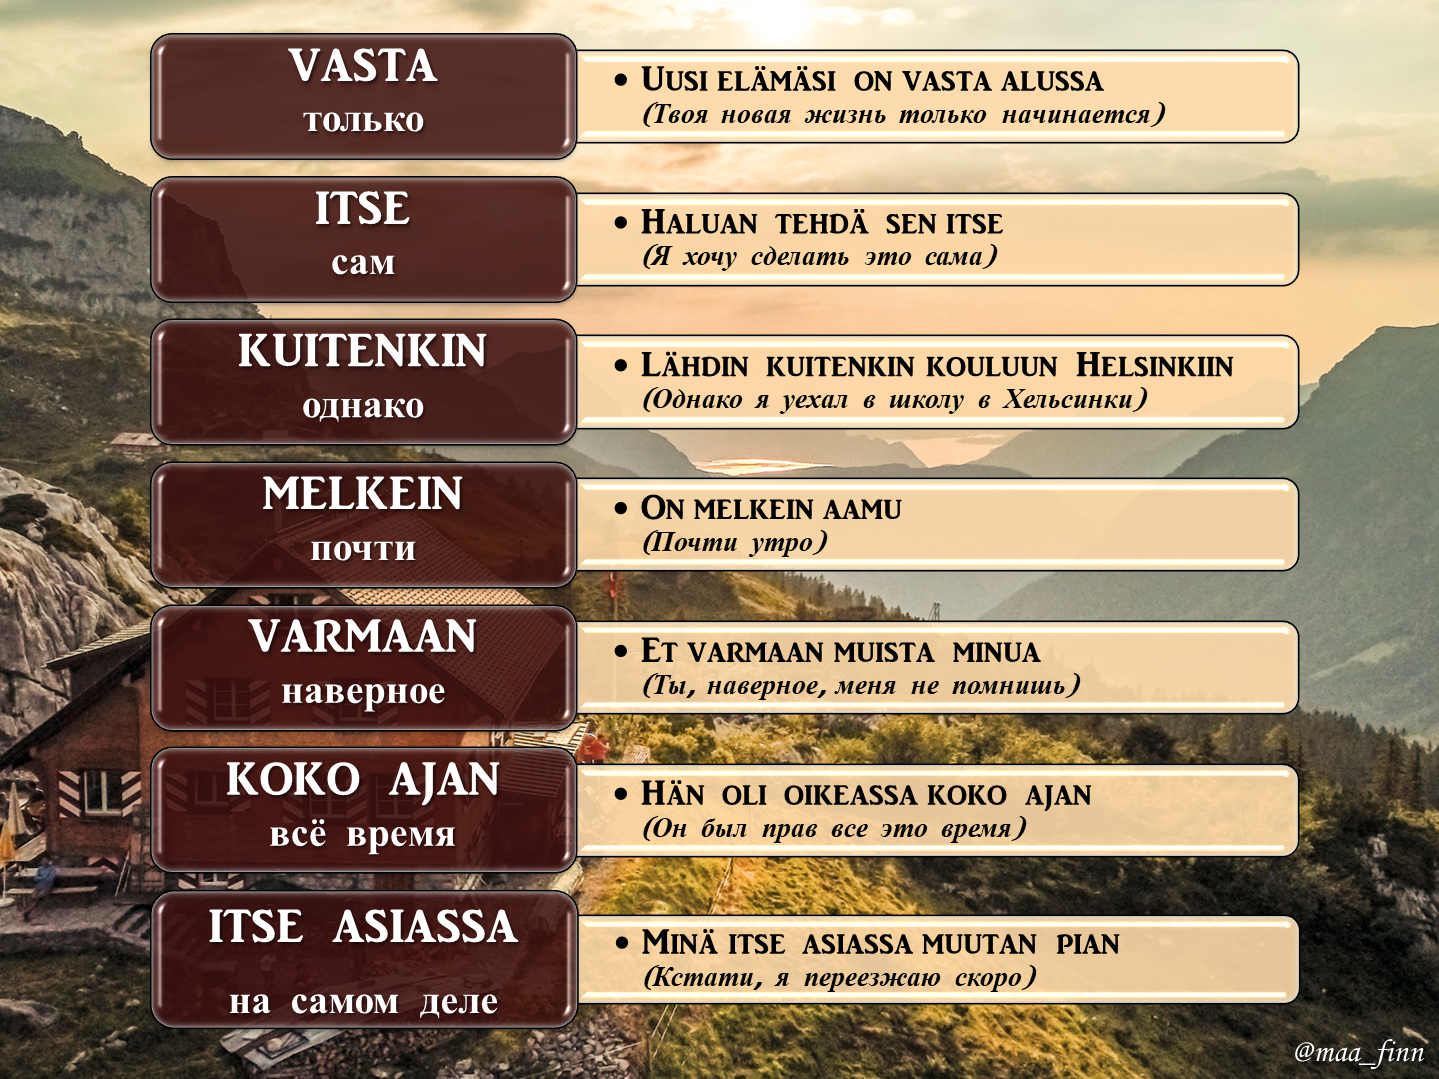 VASTA
только
• UUSI ELÄMÄSI ON VASTA ALUSSA
(Твоя новая жизнь только начинается)
ITSE
сам
• HALUAN TEHDÄ SEN ITSE
(Я хочу сделать это сама)
KUITENKIN
однако
• LÄHDIN KUITENKIN KOULUUN HELSINKIIN
(Однако я уехал в школу в Хельсинки)
MELKEIN
почти
• ON MELKEIN AAMU
(Почти утро)
VARMAAN
наверное
• ET VARMAAN MUISTA MINUA
(Ты, наверное, меня не помнишь)
KOKO AJAN
всё время
• HÄN OLI OIKEASSA KOKO AJAN
(Он был прав все это время)
ITSE ASIASSA
на самом деле
• MINÄ ITSE ASIASSA MUUTAN PIAN
(Кстати, я переезжаю скоро)
@maa_finn